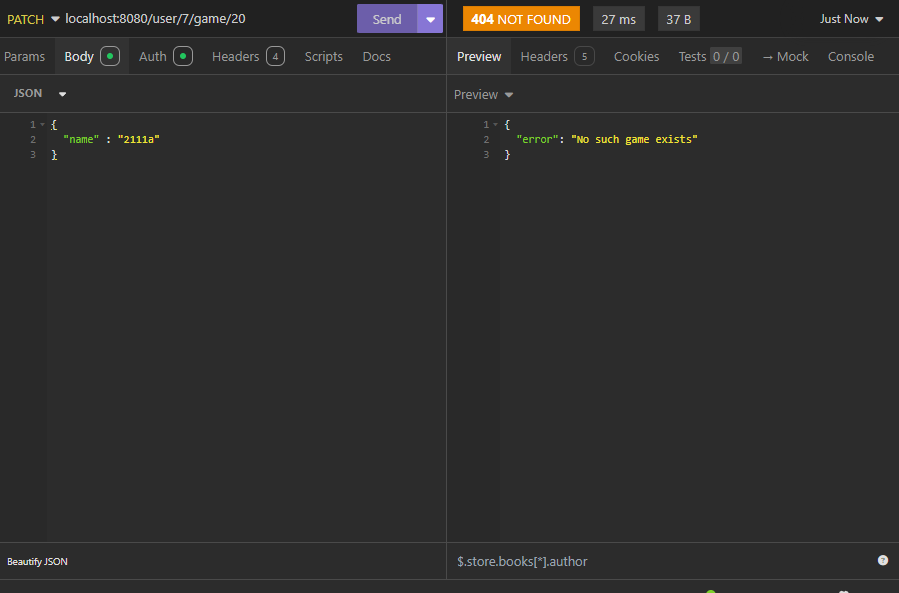 PATCH localhost:8080/user/7/game/20 Send 404 NOT FOUND 27 ms 37 B Just Now
Params Body Auth Headers 4 Scripts Docs Preview Headers 5 Cookies Tests 0 / 0 → Mock Console
JSON Preview
1 {
2 "name" : "2111a"
3 }
1 {
2 "error": "No such game exists"
3 }
Beautify JSON $.store.books[*].author ?